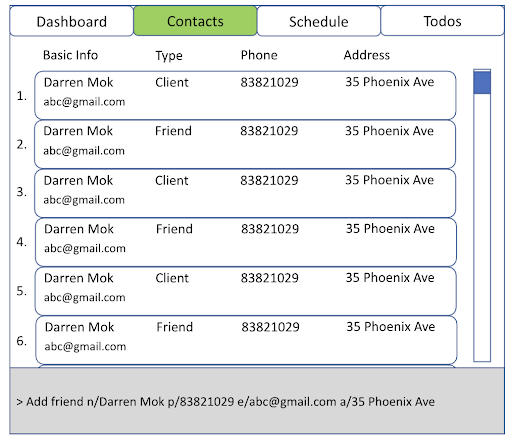 Dashboard Contacts Schedule Todos
Basic Info Type Phone Address
1. Darren Mok Client 83821029 35 Phoenix Ave
abc@gmail.com
2. Darren Mok Friend 83821029 35 Phoenix Ave
abc@gmail.com
3. Darren Mok Client 83821029 35 Phoenix Ave
abc@gmail.com
4. Darren Mok Friend 83821029 35 Phoenix Ave
abc@gmail.com
5. Darren Mok Client 83821029 35 Phoenix Ave
abc@gmail.com
6. Darren Mok Friend 83821029 35 Phoenix Ave
abc@gmail.com
> Add friend n/Darren Mok p/83821029 e/abc@gmail.com a/35 Phoenix Ave